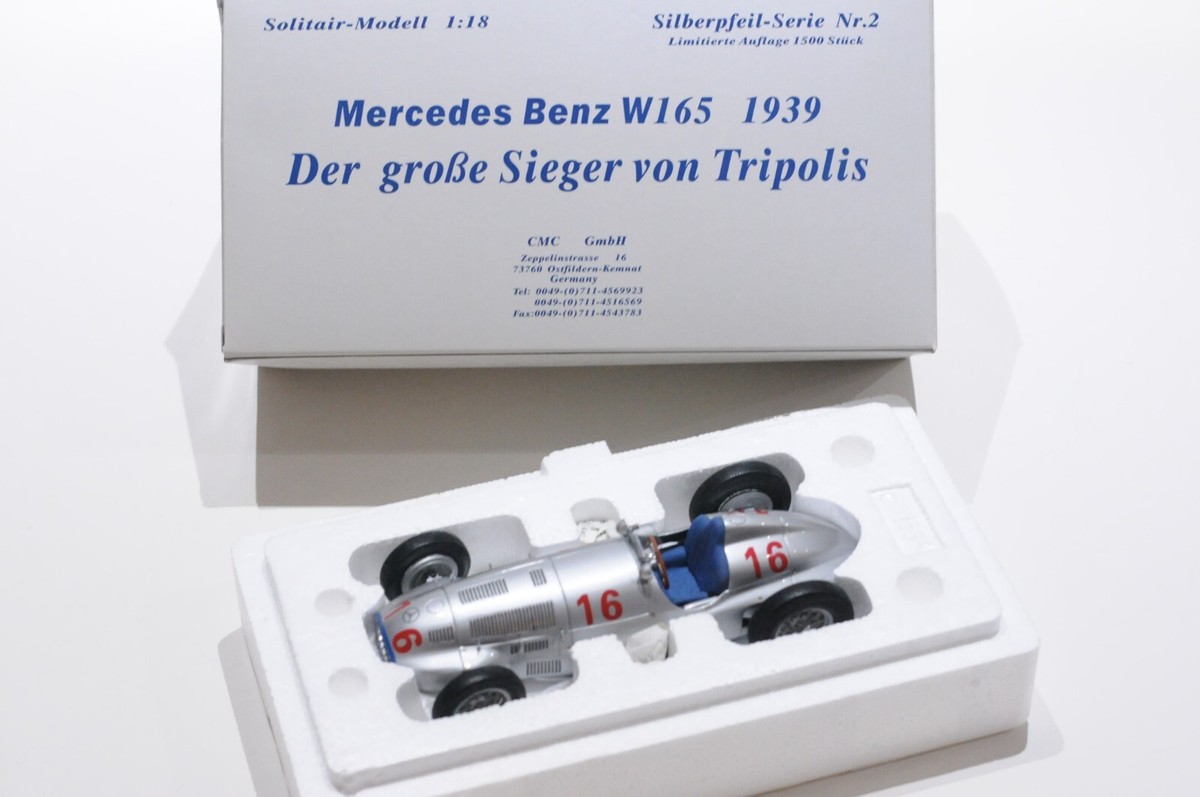 Solitair-Modell 1:18
Silberpfeil-Serie Nr.2
Limitierte Auflage 1500 Stück
Mercedes Benz W165 1939
Der große Sieger von Tripolis
CMC GmbH
Zeppelinstrasse 16
73760 Ostfildern-Kemnat
Germany
Tel: 0049-(0)711-4569923
0049-(0)711-4516569
Fax:0049-(0)711-4543783
16
16
16